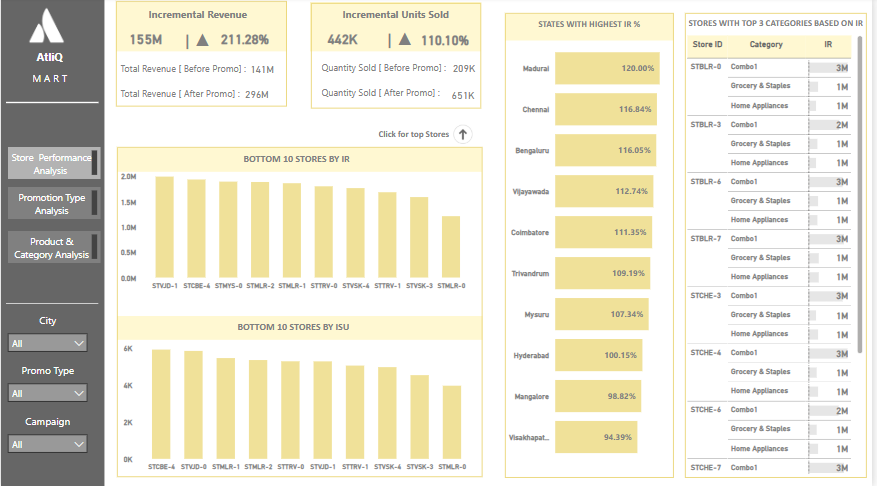 AtliQ
MART
Store Performance
Analysis
Promotion Type
Analysis
Product &
Category Analysis
City
All
Promo Type
All
Campaign
All
Incremental Revenue
155M | ▲ 211.28%
Total Revenue [ Before Promo] : 141M
Total Revenue [ After Promo] : 296M
Incremental Units Sold
442K | ▲ 110.10%
Quantity Sold [ Before Promo] : 209K
Quantity Sold [ After Promo] : 651K
Click for top Stores
BOTTOM 10 STORES BY IR
2.0M
1.5M
1.0M
0.5M
0.0M
STVJD-1 STCBE-4 STMYS-0 STMLR-2 STMLR-1 STTRV-0 STVSK-4 STTRV-1 STVSK-3 STMLR-0
BOTTOM 10 STORES BY ISU
6K
4K
2K
0K
STCBE-4 STVJD-0 STMLR-1 STMLR-2 STTRV-0 STVJD-1 STTRV-1 STVSK-4 STVSK-3 STMLR-0
STATES WITH HIGHEST IR %
Madurai 120.00%
Chennai 116.84%
Bengaluru 116.05%
Vijayawada 112.74%
Coimbatore 111.35%
Trivandrum 109.19%
Mysuru 107.34%
Hyderabad 100.15%
Mangalore 98.82%
Visakhapat... 94.39%
STORES WITH TOP 3 CATEGORIES BASED ON IR
Store ID Category IR
STBLR-0 Combo1 3M
Grocery & Staples 1M
Home Appliances 1M
STBLR-3 Combo1 2M
Grocery & Staples 1M
Home Appliances 1M
STBLR-6 Combo1 3M
Grocery & Staples 1M
Home Appliances 1M
STBLR-7 Combo1 3M
Grocery & Staples 1M
Home Appliances 1M
STCHE-3 Combo1 3M
Grocery & Staples 1M
Home Appliances 1M
STCHE-4 Combo1 3M
Grocery & Staples 1M
Home Appliances 1M
STCHE-6 Combo1 2M
Grocery & Staples 1M
Home Appliances 1M
STCHE-7 Combo1 3M